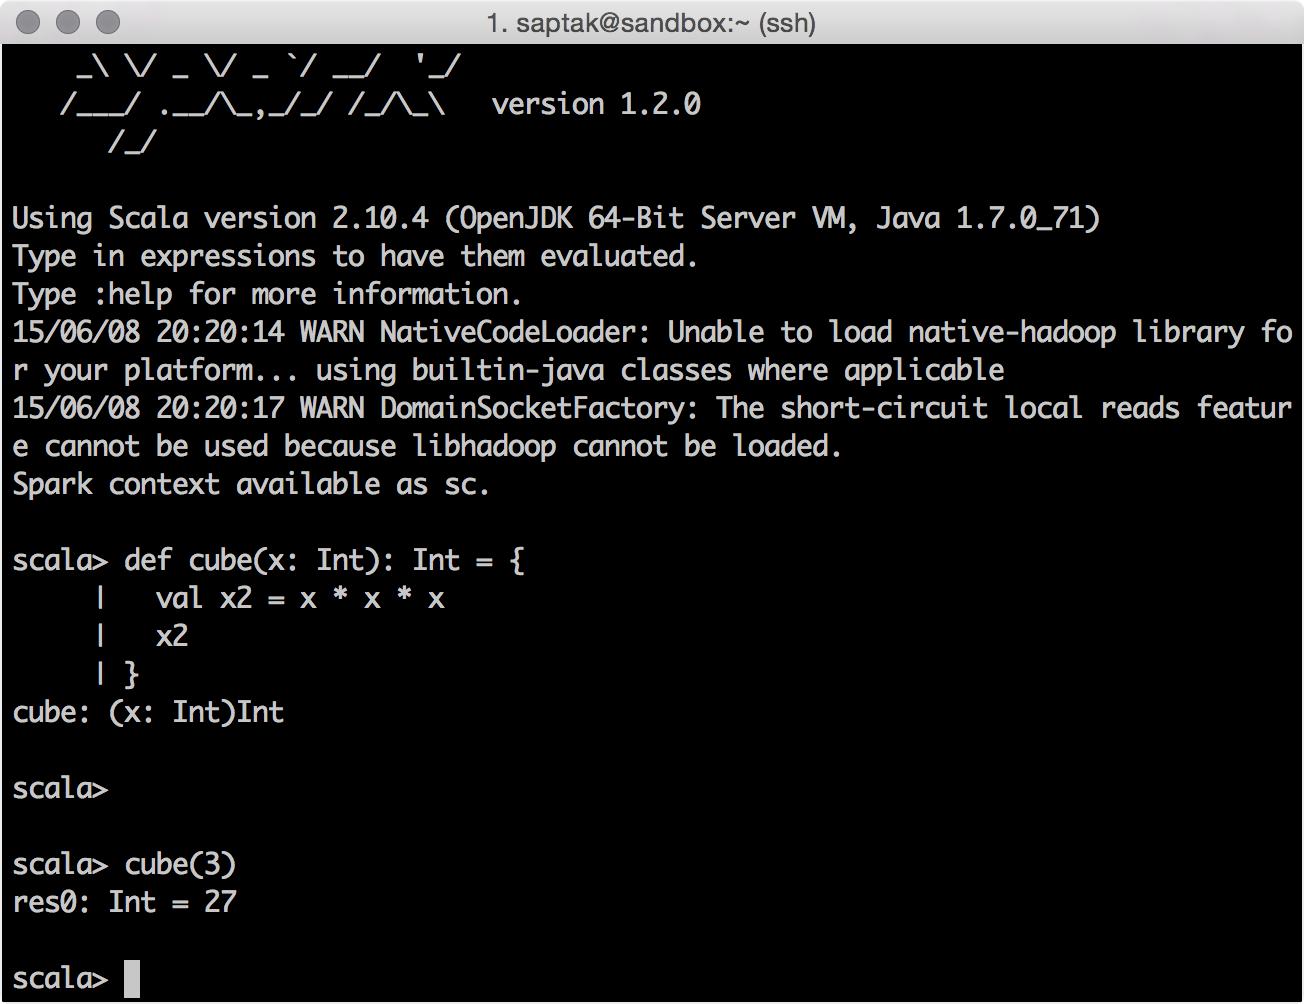 1. saptak@sandbox:~ (ssh)
   _\ \/ _ \/ _ `/ __/  '_/
   /___/ .__/\_,_/_/ /_/\_\   version 1.2.0
      /_/
Using Scala version 2.10.4 (OpenJDK 64-Bit Server VM, Java 1.7.0_71)
Type in expressions to have them evaluated.
Type :help for more information.
15/06/08 20:20:14 WARN NativeCodeLoader: Unable to load native-hadoop library fo
r your platform... using builtin-java classes where applicable
15/06/08 20:20:17 WARN DomainSocketFactory: The short-circuit local reads featur
e cannot be used because libhadoop cannot be loaded.
Spark context available as sc.
scala> def cube(x: Int): Int = {
     |   val x2 = x * x * x
     |   x2
     | }
cube: (x: Int)Int
scala>
scala> cube(3)
res0: Int = 27
scala>